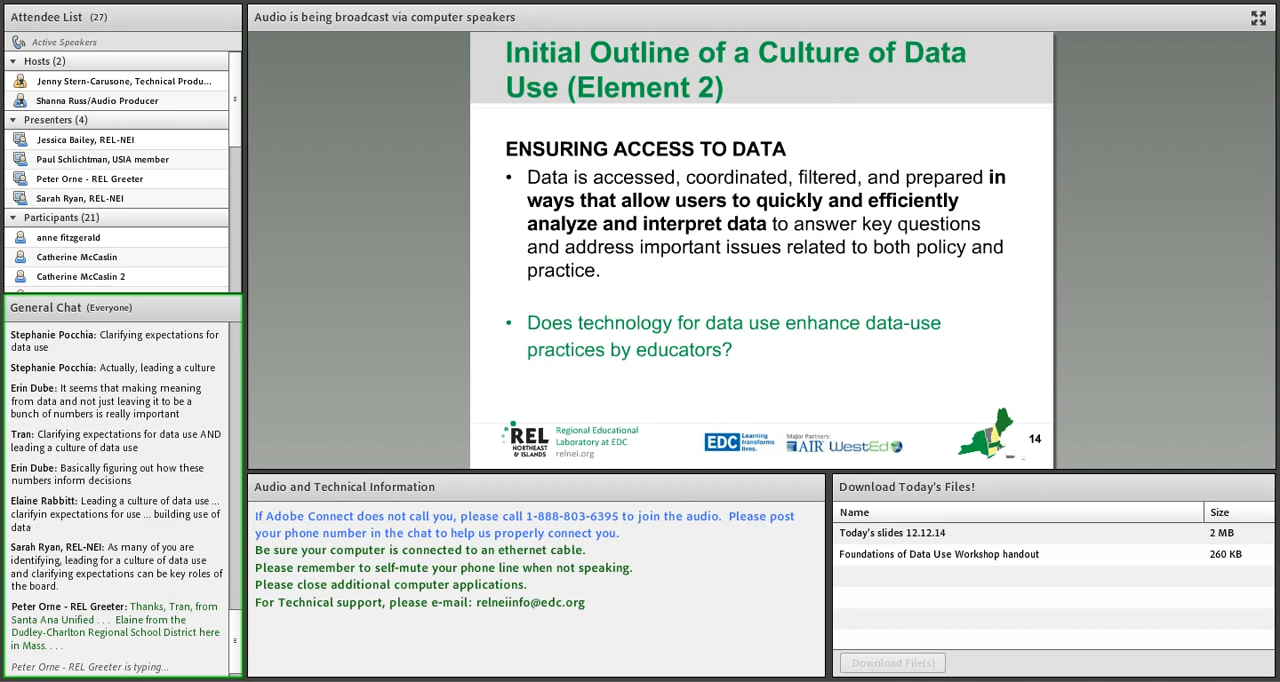 Attendee List (27)
Active Speakers
Hosts (2)
Jenny Stern-Carusone, Technical Produ...
Shanna Russ/Audio Producer
Presenters (4)
Jessica Bailey, REL-NEI
Paul Schlichtman, USIA member
Peter Orne - REL Greeter
Sarah Ryan, REL-NEI
Participants (21)
anne fitzgerald
Catherine McCaslin
Catherine McCaslin 2
General Chat (Everyone)
Stephanie Pocchia: Clarifying expectations for
data use
Stephanie Pocchia: Actually, leading a culture
Erin Dube: It seems that making meaning
from data and not just leaving it to be a
bunch of numbers is really important
Tran: Clarifying expectations for data use AND
leading a culture of data use
Erin Dube: Basically figuring out how these
numbers inform decisions
Elaine Rabbitt: Leading a culture of data use ...
clarifyin expectations for use ... building use of
data
Sarah Ryan, REL-NEI: As many of you are
identifying, leading for a culture of data use
and clarifying expectations can be key roles of
the board.
Peter Orne - REL Greeter: Thanks, Tran, from
Santa Ana Unified . . .  Elaine from the
Dudley-Charlton Regional School District here
in Mass. . . .
Peter Orne - REL Greeter is typing...
Audio is being broadcast via computer speakers
Initial Outline of a Culture of Data
Use (Element 2)
ENSURING ACCESS TO DATA
• Data is accessed, coordinated, filtered, and prepared in
ways that allow users to quickly and efficiently
analyze and interpret data to answer key questions
and address important issues related to both policy and
practice.
• Does technology for data use enhance data-use
practices by educators?
REL
NORTHEAST
& ISLANDS
Regional Educational
Laboratory at EDC
relnei.org
EDC
Learning
transforms
lives.
Major Partners:
AIR WestEd
14
Audio and Technical Information
If Adobe Connect does not call you, please call 1-888-803-6395 to join the audio.  Please post
your phone number in the chat to help us properly connect you.
Be sure your computer is connected to an ethernet cable.
Please remember to self-mute your phone line when not speaking.
Please close additional computer applications.
For Technical support, please e-mail: relneiinfo@edc.org
Download Today's Files!
Name Size
Today's slides 12.12.14 2 MB
Foundations of Data Use Workshop handout 260 KB
Download File(s)